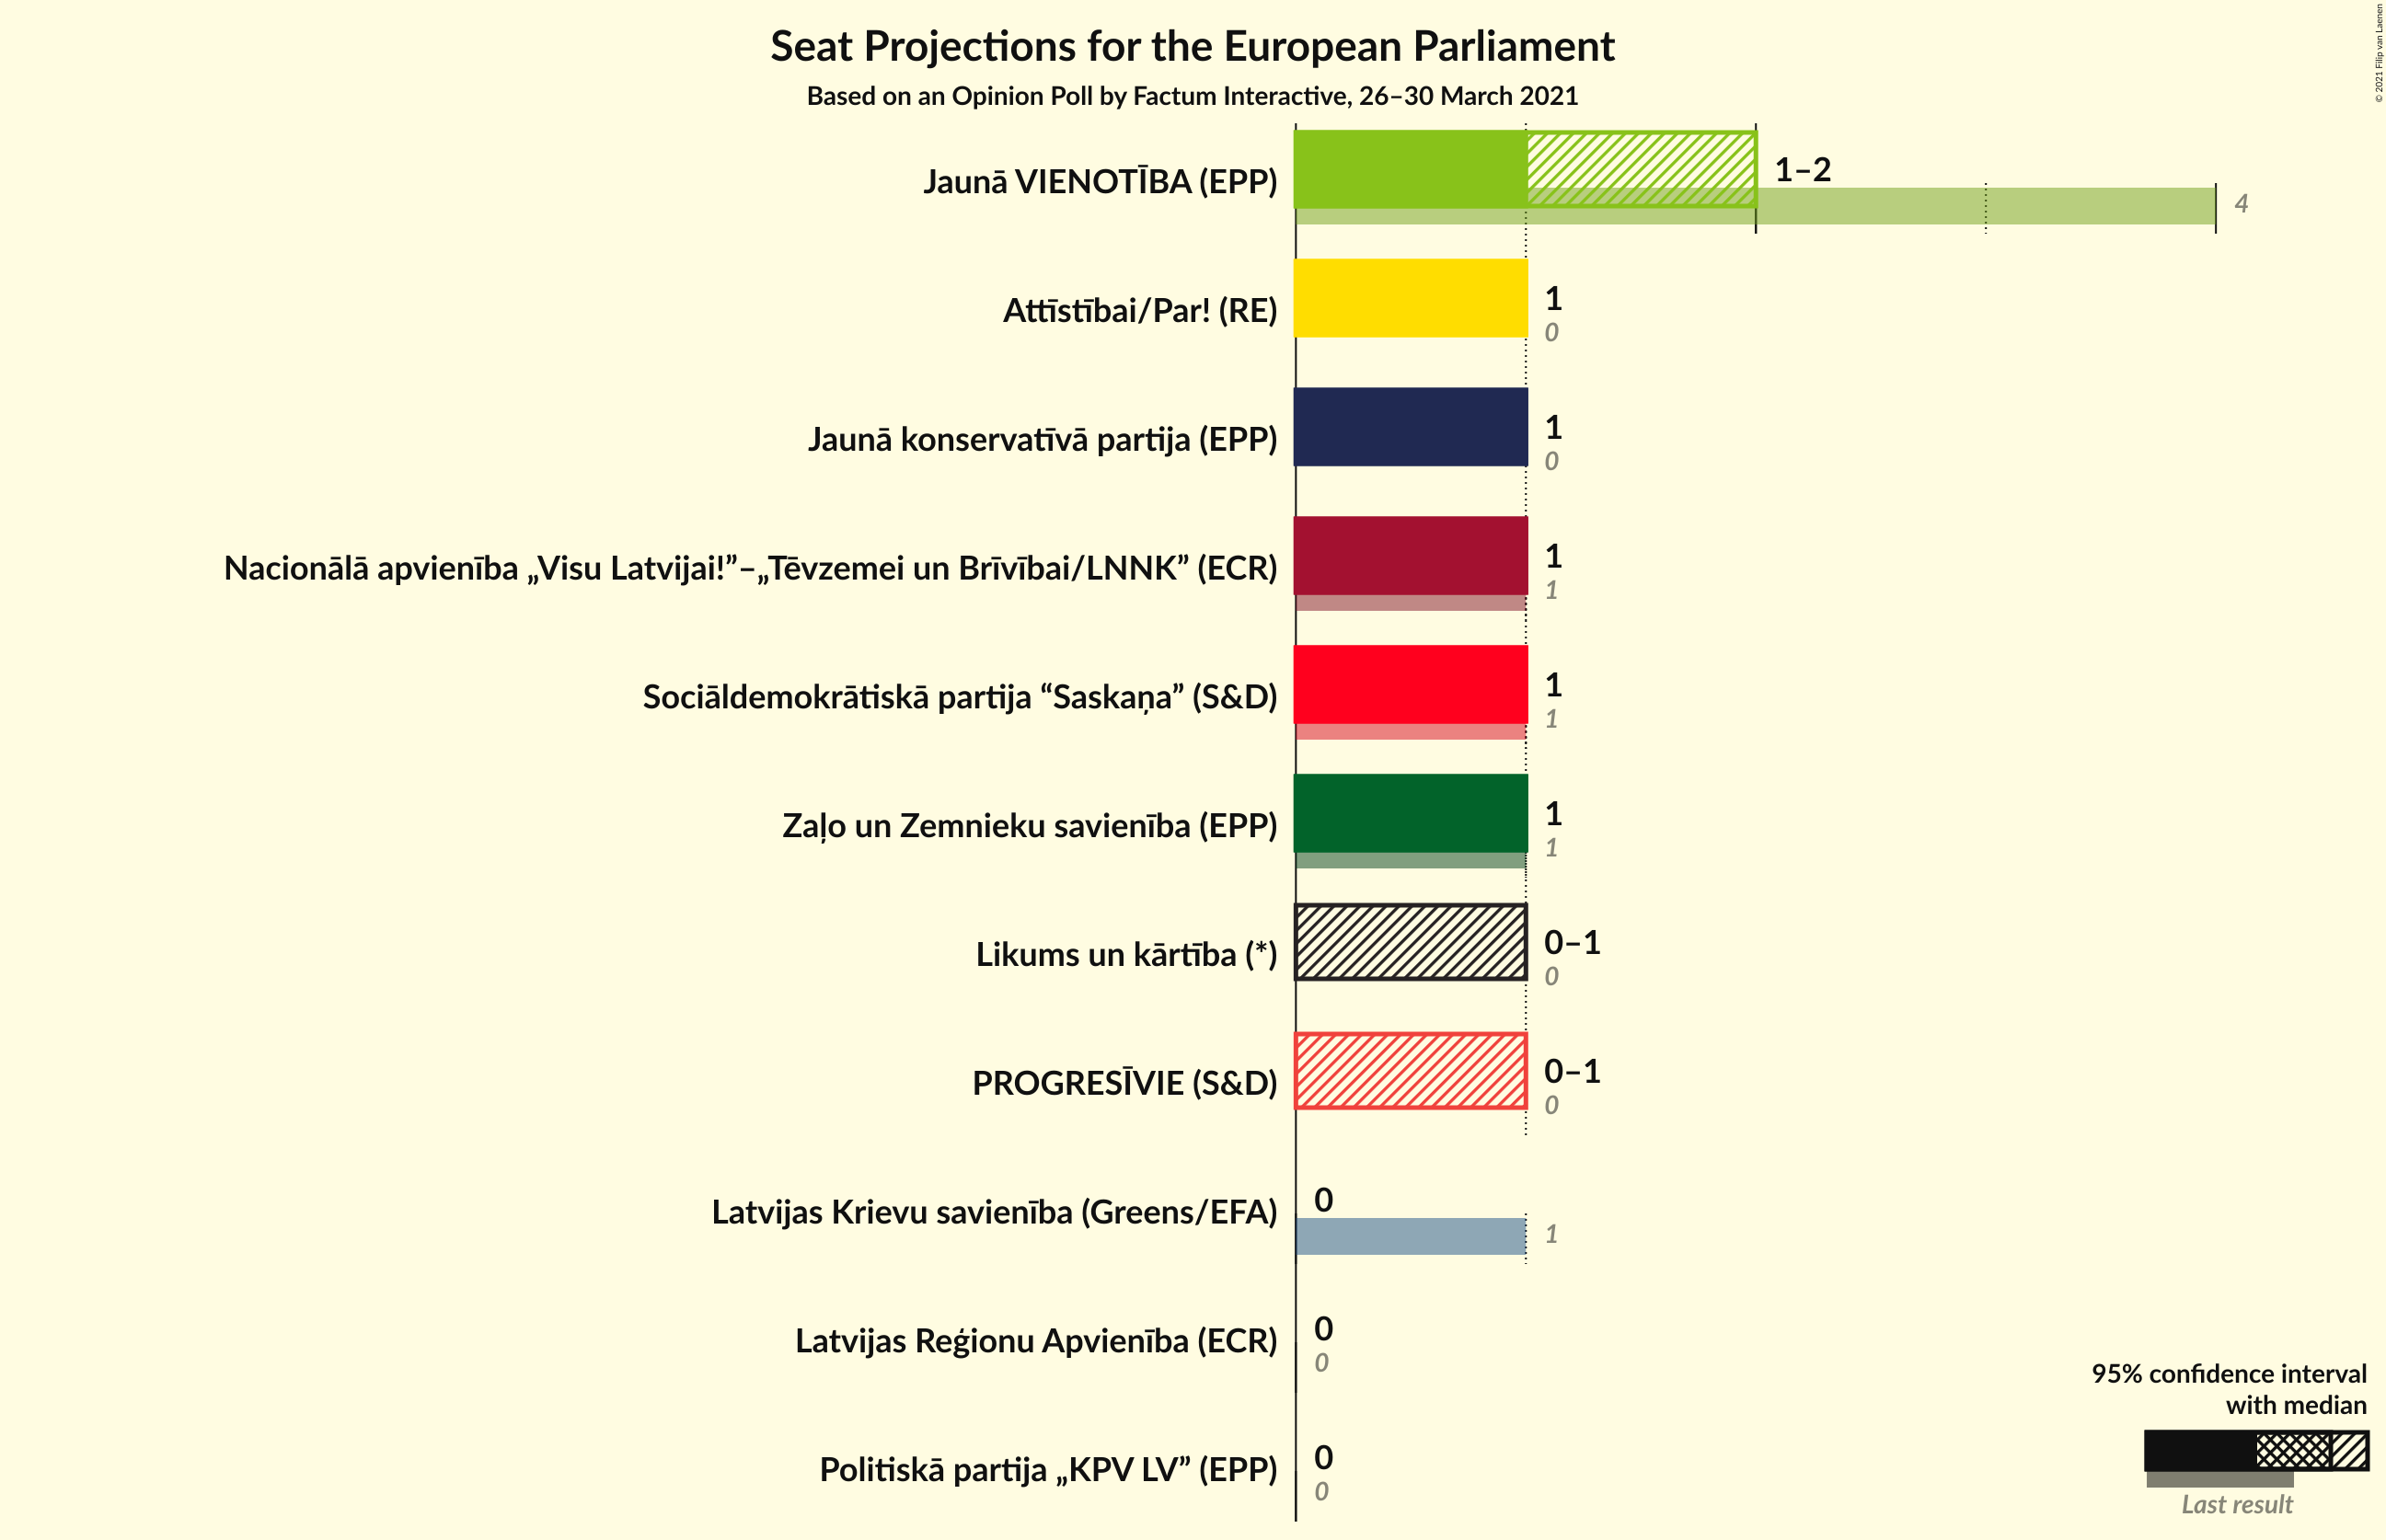 Seat Projections for the European Parliament
Based on an Opinion Poll by Factum Interactive, 26–30 March 2021
© 2021 Filip van Laenen
Jaunā VIENOTĪBA (EPP)
1–2
4
Attīstībai/Par! (RE)
1
0
Jaunā konservatīvā partija (EPP)
1
0
Nacionālā apvienība „Visu Latvijai!”–„Tēvzemei un Brīvībai/LNNK” (ECR)
1
1
Sociāldemokrātiskā partija “Saskaņa” (S&D)
1
1
Zaļo un Zemnieku savienība (EPP)
1
1
Likums un kārtība (*)
0–1
0
PROGRESĪVIE (S&D)
0–1
0
Latvijas Krievu savienība (Greens/EFA)
0
1
Latvijas Reģionu Apvienība (ECR)
0
0
Politiskā partija „KPV LV” (EPP)
0
0
95% confidence interval
with median
Last result